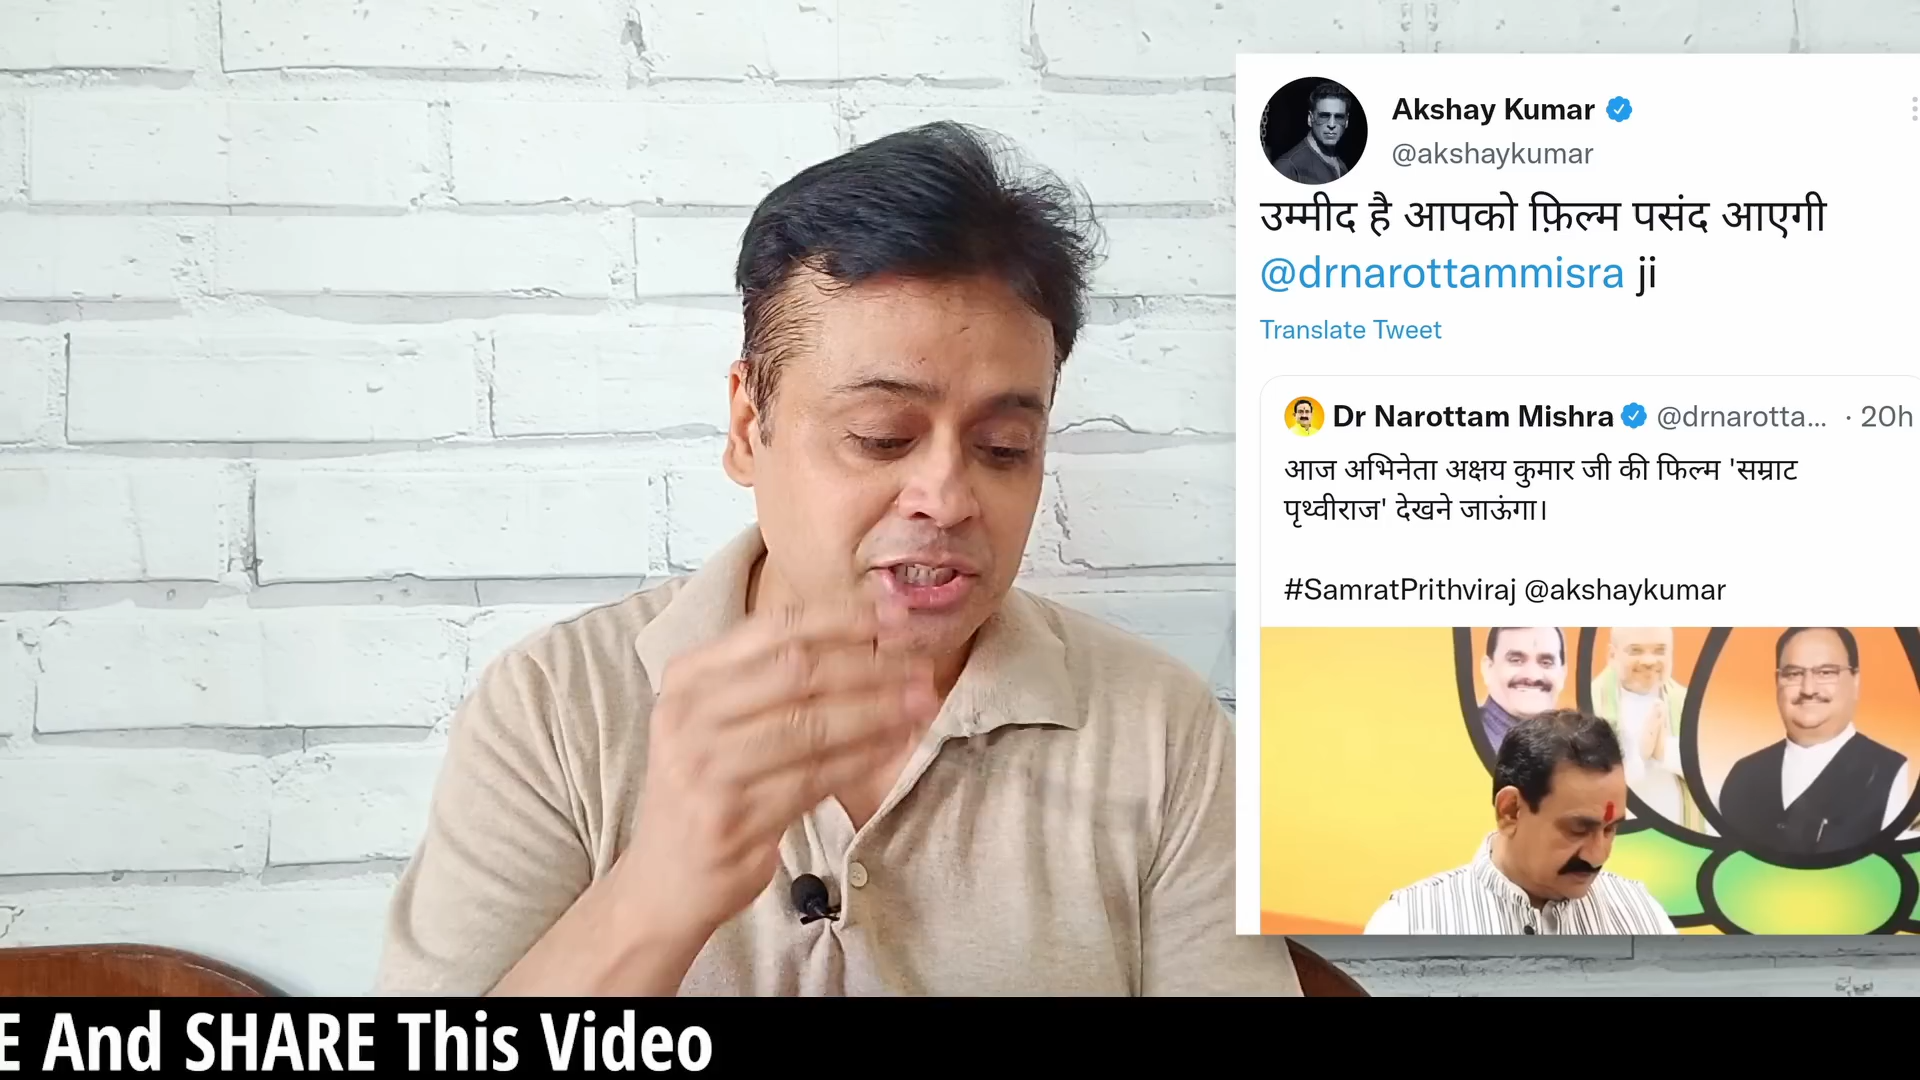 Akshay Kumar
@akshaykumar
उम्मीद है आपको फ़िल्म पसंद आएगी
@drnarottammisra ji
Translate Tweet
Dr Narottam Mishra @drnarotta... · 20h
आज अभिनेता अक्षय कुमार जी की फिल्म 'सम्राट
पृथ्वीराज' देखने जाऊंगा।
#SamratPrithviraj @akshaykumar
E And SHARE This Video